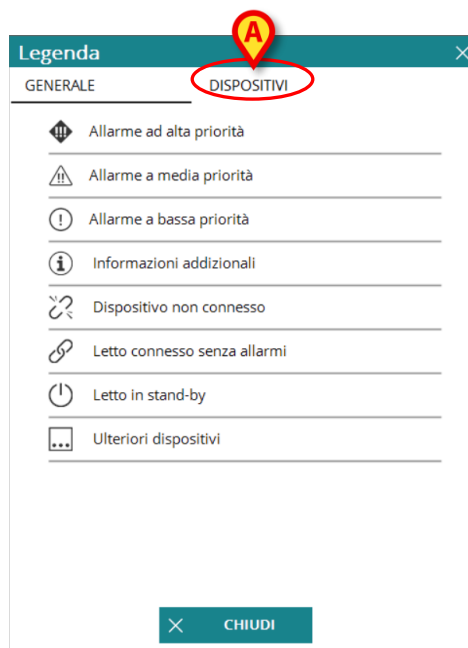 A
Legenda
GENERALE DISPOSITIVI
Allarme ad alta priorità
Allarme a media priorità
Allarme a bassa priorità
Informazioni addizionali
Dispositivo non connesso
Letto connesso senza allarmi
Letto in stand-by
Ulteriori dispositivi
CHIUDI